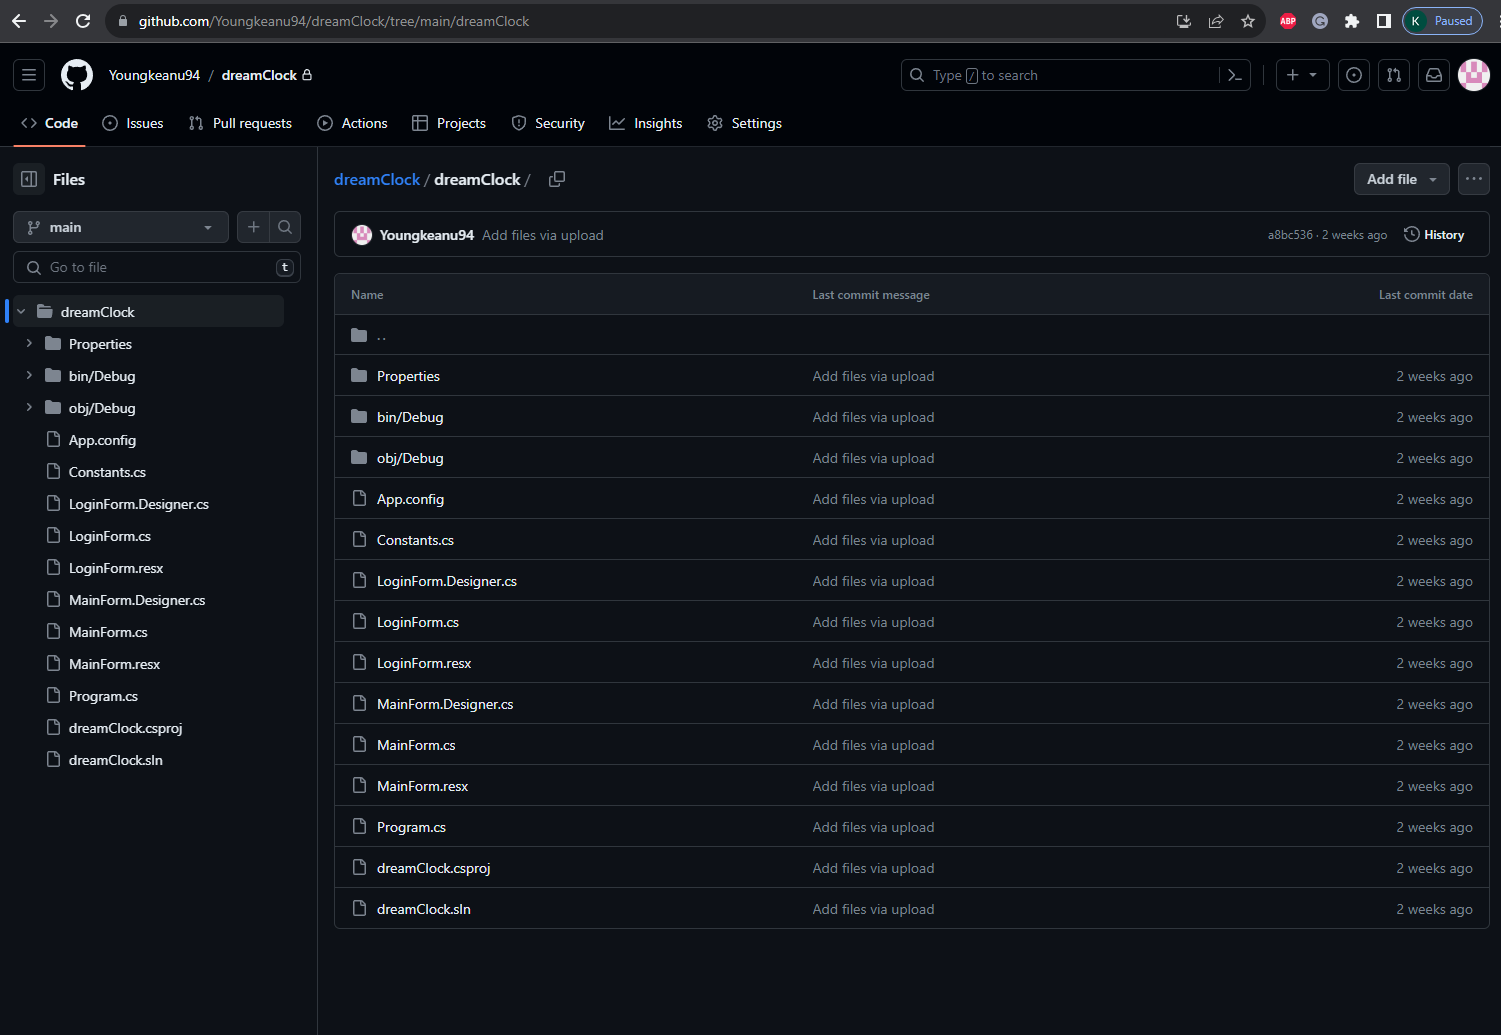 github.com/Youngkeanu94/dreamClock/tree/main/dreamClock
ABP
G
K Paused
Youngkeanu94 / dreamClock
Type / to search
Code Issues Pull requests Actions Projects Security Insights Settings
Files
main
Go to file t
dreamClock
Properties
bin/Debug
obj/Debug
App.config
Constants.cs
LoginForm.Designer.cs
LoginForm.cs
LoginForm.resx
MainForm.Designer.cs
MainForm.cs
MainForm.resx
Program.cs
dreamClock.csproj
dreamClock.sln
dreamClock / dreamClock /
Add file
Youngkeanu94 Add files via upload a8bc536 · 2 weeks ago History
Name Last commit message Last commit date
..
Properties Add files via upload 2 weeks ago
bin/Debug Add files via upload 2 weeks ago
obj/Debug Add files via upload 2 weeks ago
App.config Add files via upload 2 weeks ago
Constants.cs Add files via upload 2 weeks ago
LoginForm.Designer.cs Add files via upload 2 weeks ago
LoginForm.cs Add files via upload 2 weeks ago
LoginForm.resx Add files via upload 2 weeks ago
MainForm.Designer.cs Add files via upload 2 weeks ago
MainForm.cs Add files via upload 2 weeks ago
MainForm.resx Add files via upload 2 weeks ago
Program.cs Add files via upload 2 weeks ago
dreamClock.csproj Add files via upload 2 weeks ago
dreamClock.sln Add files via upload 2 weeks ago